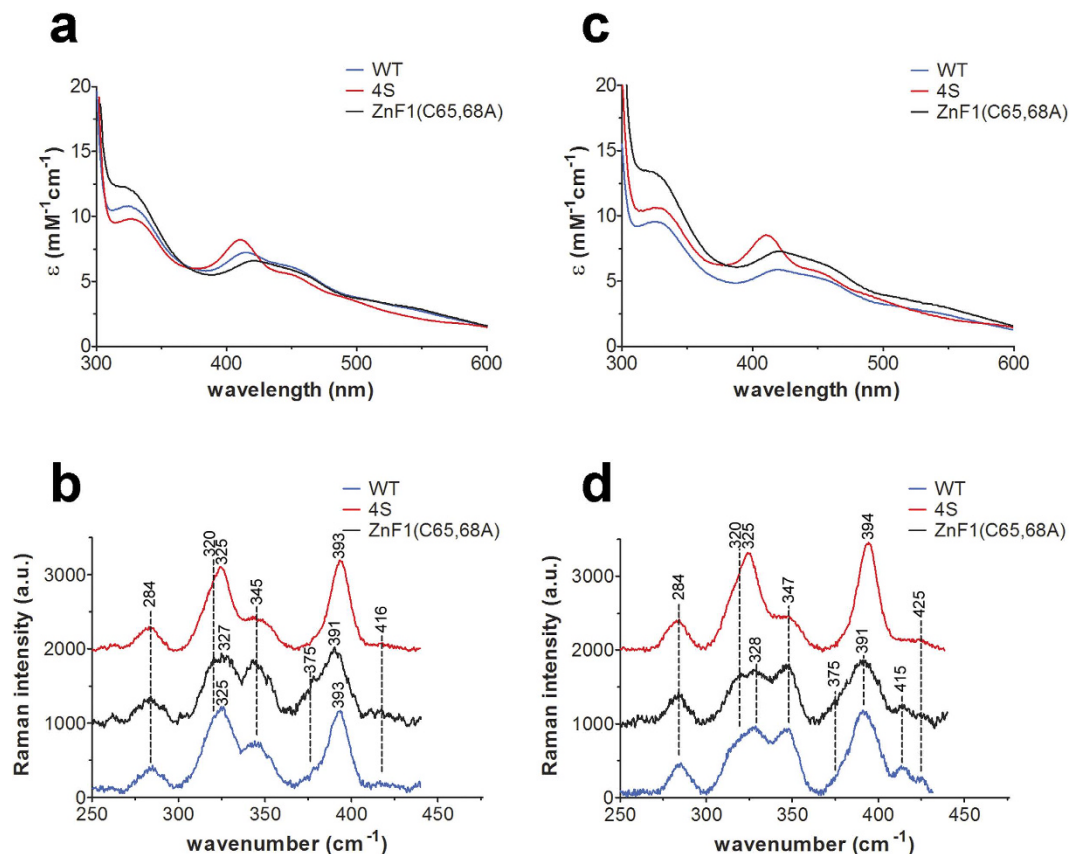 a
WT
4S
ZnF1(C65,68A)
20
15
10
5
0
ε (mM⁻¹cm⁻¹)
300 400 500 600
wavelength (nm)
c
WT
4S
ZnF1(C65,68A)
20
15
10
5
0
ε (mM⁻¹cm⁻¹)
300 400 500 600
wavelength (nm)
b
WT
4S
ZnF1(C65,68A)
3000
2000
1000
0
Raman intensity (a.u.)
284
320
325
327
325
345
375
391
393
393
416
250 300 350 400 450
wavenumber (cm⁻¹)
d
WT
4S
ZnF1(C65,68A)
3000
2000
1000
0
Raman intensity (a.u.)
284
320
325
328
347
375
391
394
415
425
250 300 350 400 450
wavenumber (cm⁻¹)